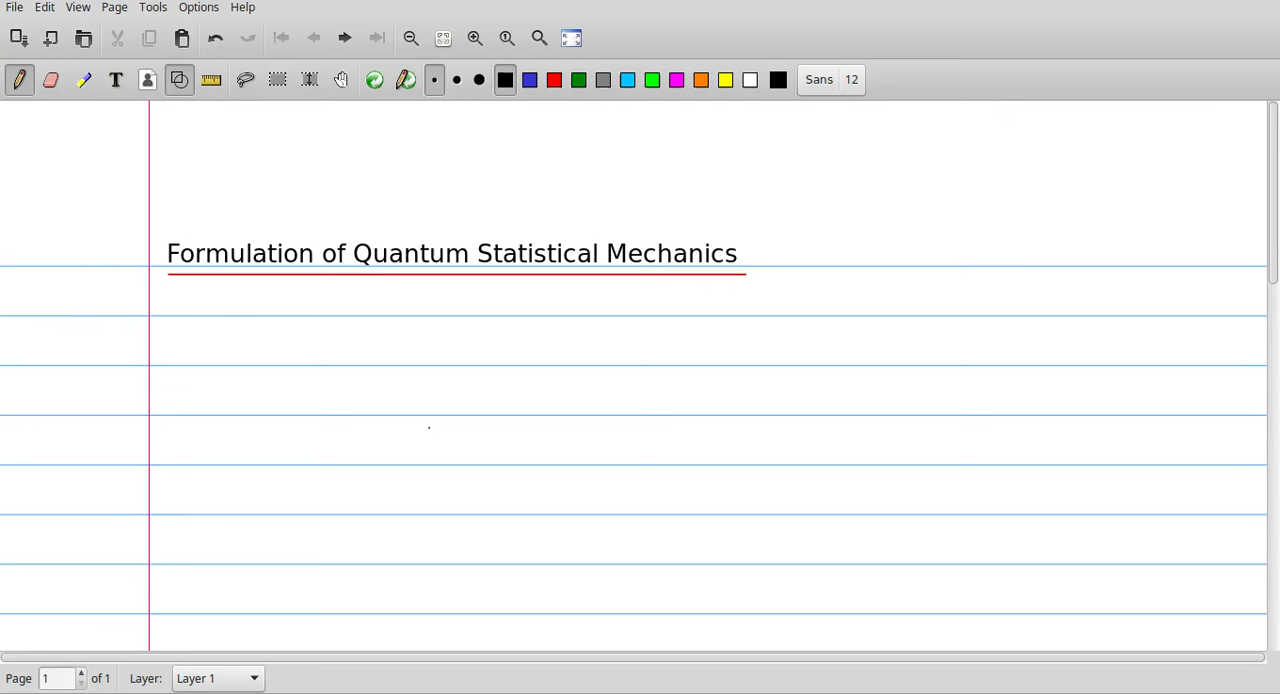 File Edit View Page Tools Options Help
T Sans 12
Formulation of Quantum Statistical Mechanics
Page 1 of 1 Layer: Layer 1